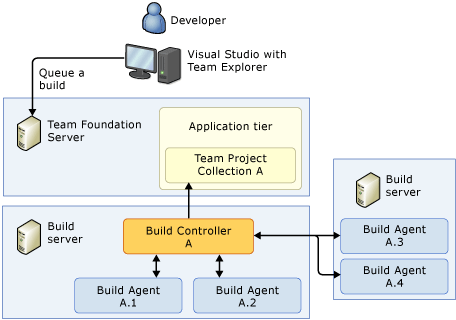 Developer
Visual Studio with
Team Explorer
Queue a
build
Team Foundation
Server
Application tier
Team Project
Collection A
Build
server
Build Controller
A
Build Agent
A.1
Build Agent
A.2
Build
server
Build Agent
A.3
Build Agent
A.4